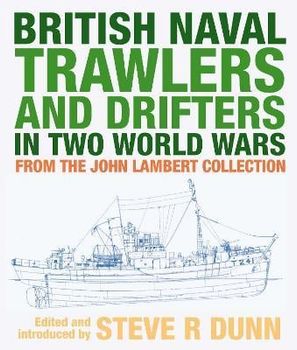 BRITISH NAVAL
TRAWLERS
AND DRIFTERS
IN TWO WORLD WARS
FROM THE JOHN LAMBERT COLLECTION
T 241
Edited and
introduced by STEVE R DUNN